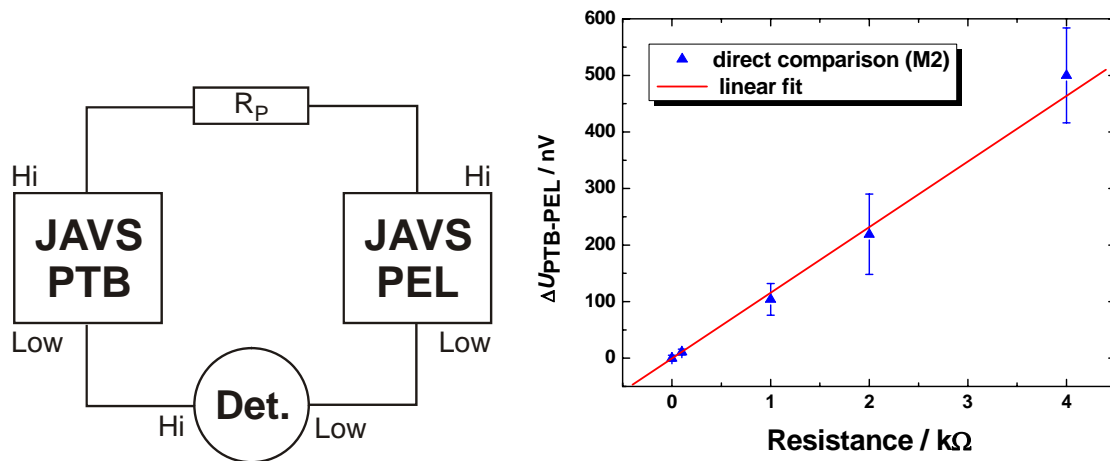 R_P
Hi
Hi
JAVS
PTB
JAVS
PEL
Low
Low
Det.
Hi
Low
600
500
400
300
200
100
0
ΔU_PTB-PEL / nV
direct comparison (M2)
linear fit
0
1
2
3
4
Resistance / kΩ